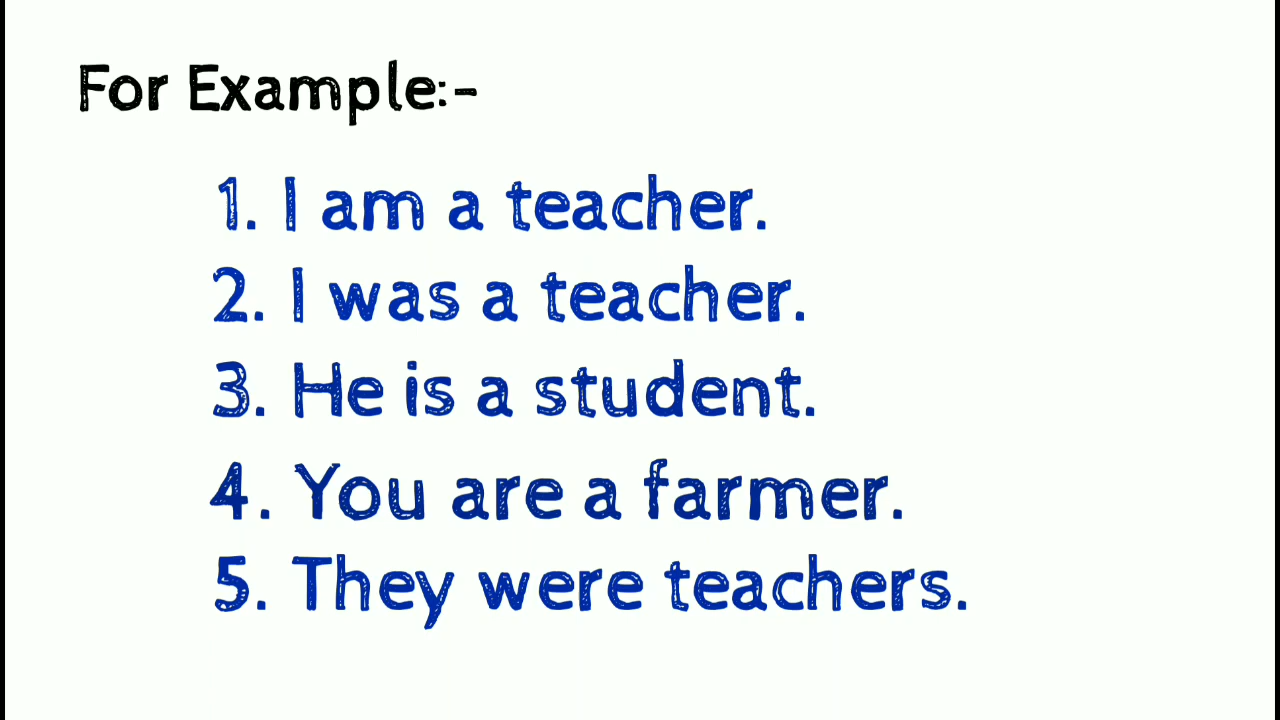 For Example:-
1. I am a teacher.
2. I was a teacher.
3. He is a student.
4. You are a farmer.
5. They were teachers.